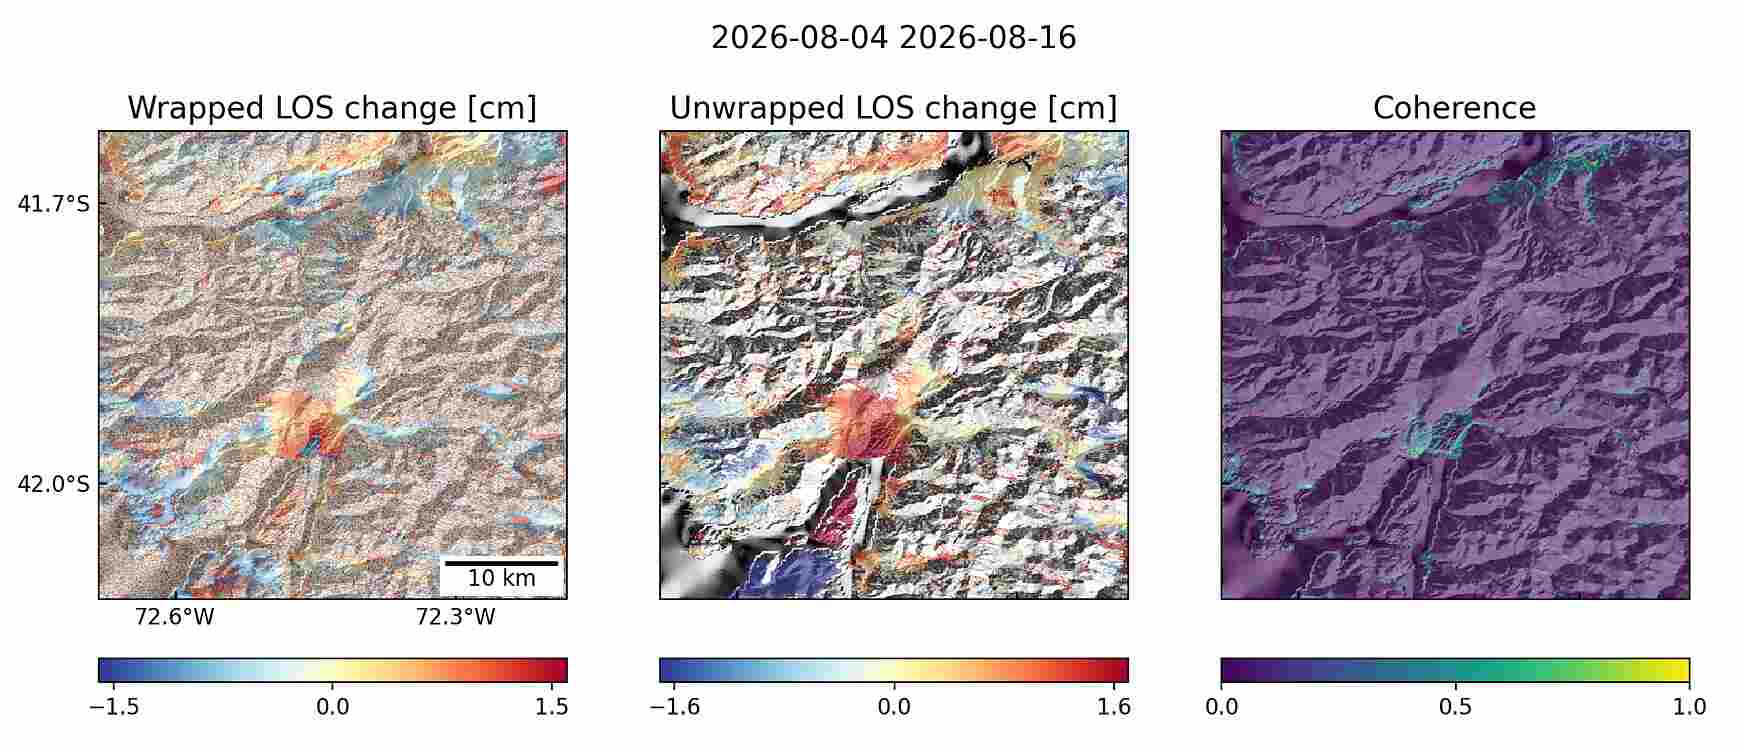 2026-08-04 2026-08-16
Wrapped LOS change [cm]
Unwrapped LOS change [cm]
Coherence
41.7°S
42.0°S
10 km
72.6°W
72.3°W
−1.5
0.0
1.5
−1.6
0.0
1.6
0.0
0.5
1.0